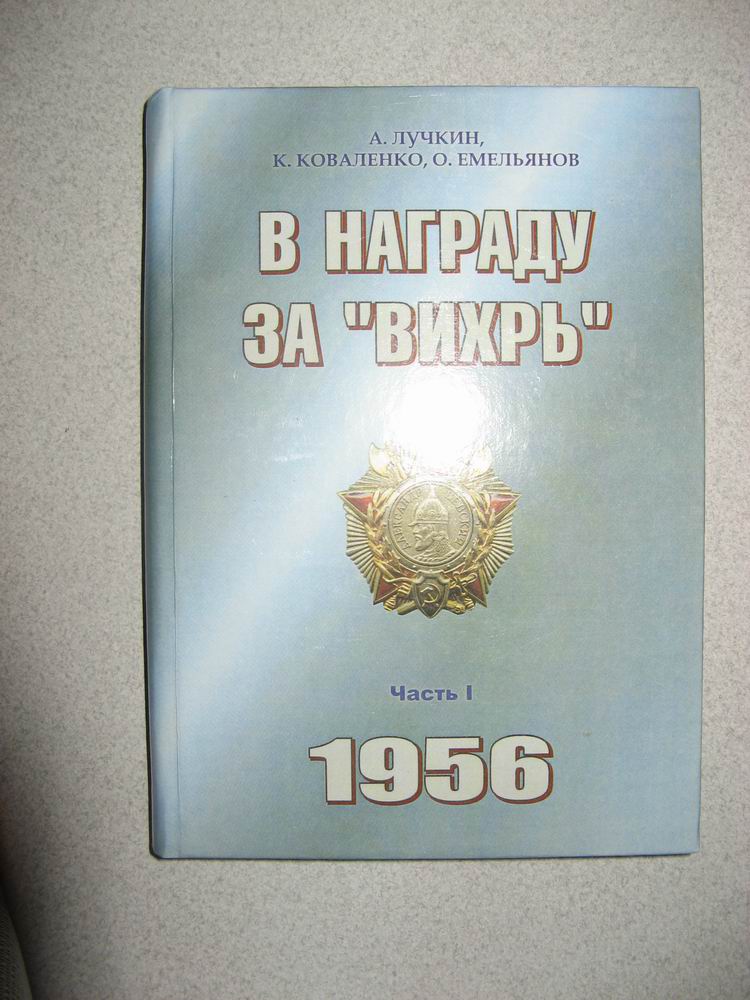 А. ЛУЧКИН,
К. КОВАЛЕНКО, О. ЕМЕЛЬЯНОВ
В НАГРАДУ
ЗА "ВИХРЬ"
Часть I
1956